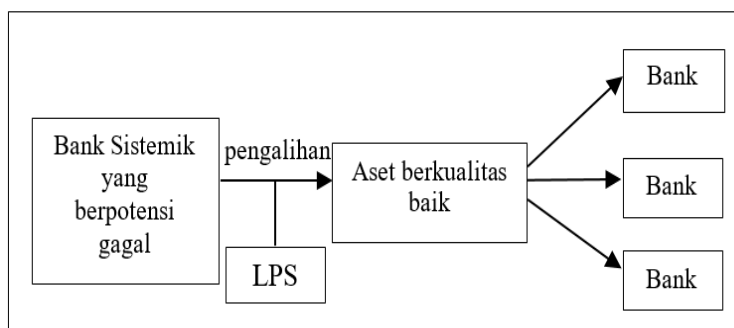 Bank Sistemik
yang
berpotensi
gagal
pengalihan
LPS
Aset berkualitas
baik
Bank
Bank
Bank